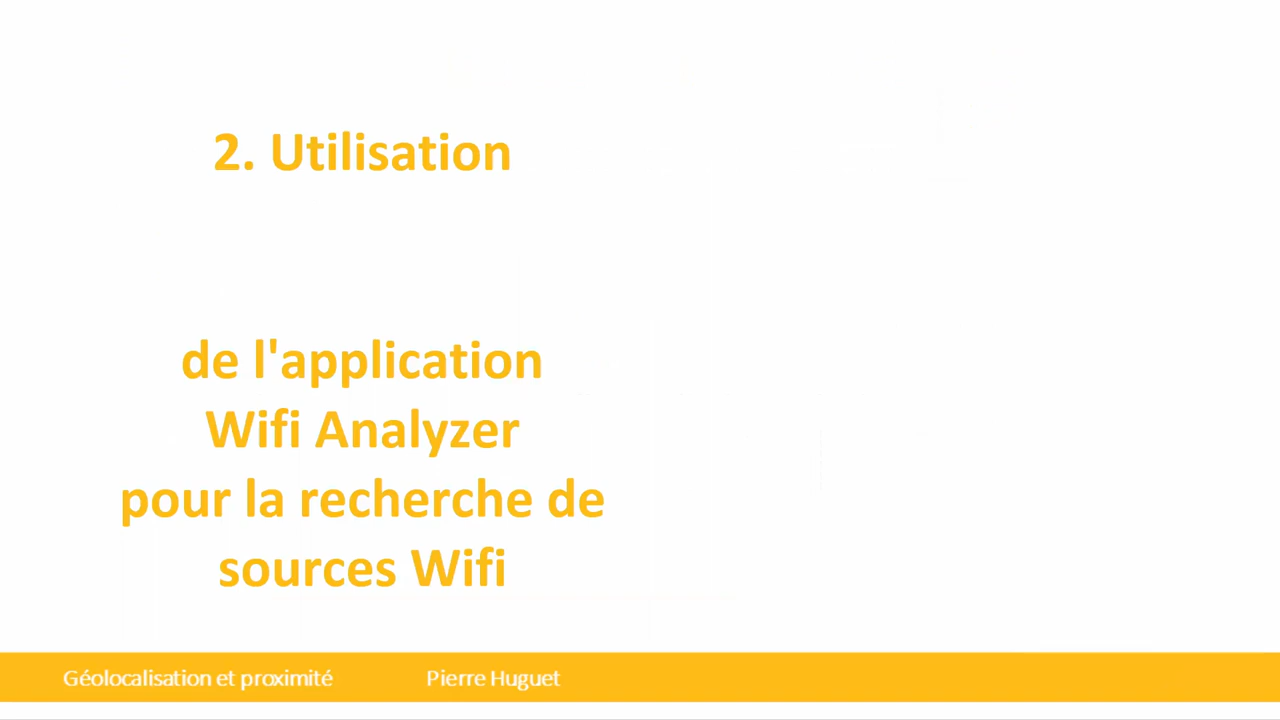 2. Utilisation
de l'application
Wifi Analyzer
pour la recherche de
sources Wifi
Géolocalisation et proximité Pierre Huguet